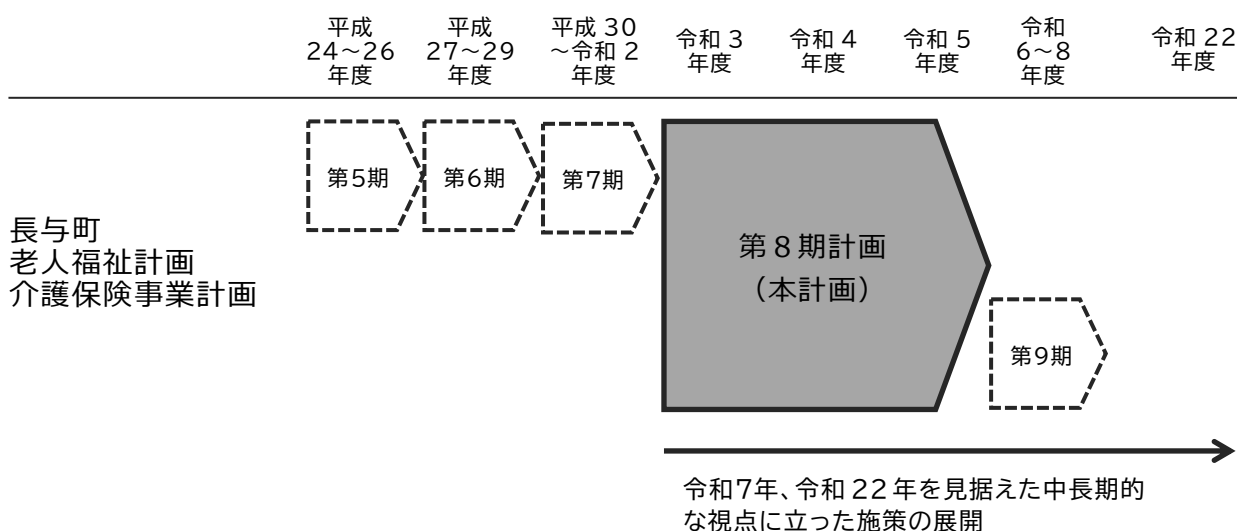 平成
24～26
年度
平成
27～29
年度
平成 30
～令和 2
年度
令和 3
年度
令和 4
年度
令和 5
年度
令和
6～8
年度
令和 22
年度
第5期
第6期
第7期
長与町
老人福祉計画
介護保険事業計画
第８期計画
（本計画）
第9期
令和7年、令和 22 年を見据えた中長期的
な視点に立った施策の展開